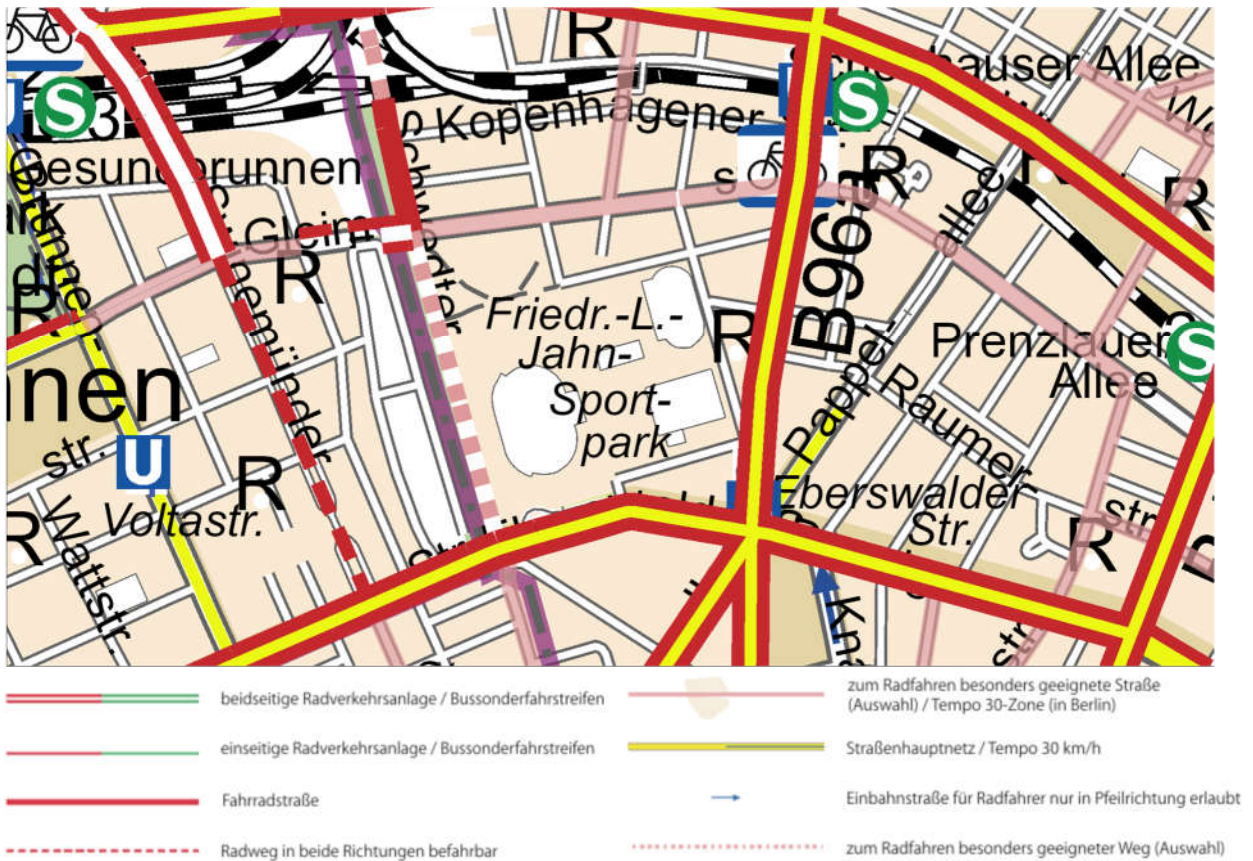 S
R
S
Kopenhagener
Gesundbrunnen
s
R
R
R
Gleim
R
R
B96a
Friedr.-L.-
Jahn-
Sport-
park
R
Prenzlauer
Allee
S
Pappel-
allee
Raumer
str.
U
Voltastr.
R
R
Wattstr.
Eberswalder
Str.
R
str.
beidseitige Radverkehrsanlage / Bussonderfahrstreifen
einseitige Radverkehrsanlage / Bussonderfahrstreifen
Fahrradstraße
Radweg in beide Richtungen befahrbar
zum Radfahren besonders geeignete Straße
(Auswahl) / Tempo 30-Zone (in Berlin)
Straßenhauptnetz / Tempo 30 km/h
Einbahnstraße für Radfahrer nur in Pfeilrichtung erlaubt
zum Radfahren besonders geeigneter Weg (Auswahl)